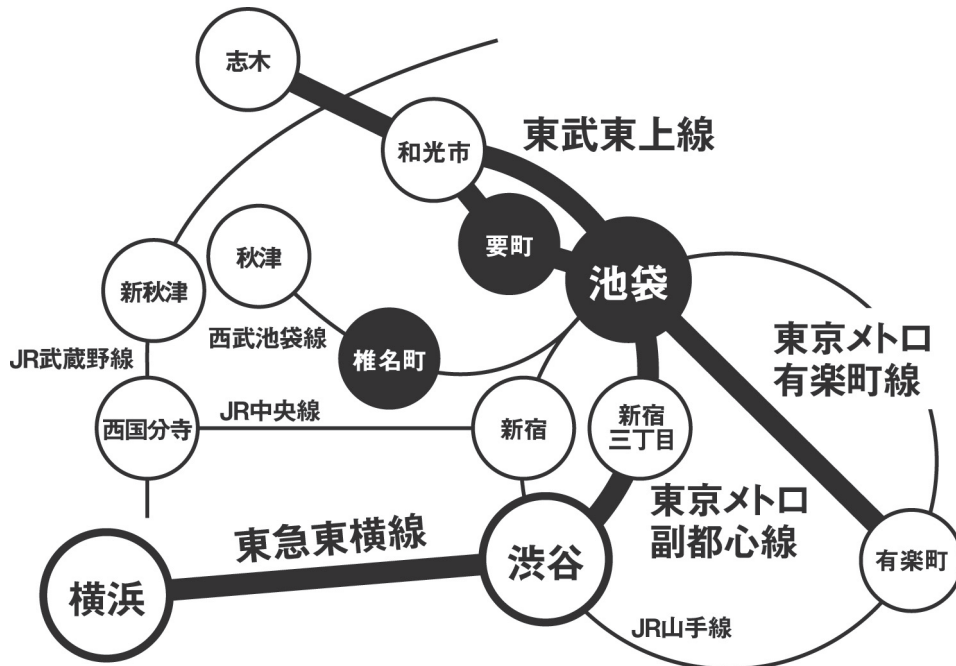 志木
和光市
東武東上線
要町
池袋
秋津
新秋津
西武池袋線
椎名町
JR武蔵野線
東京メトロ
有楽町線
西国分寺
JR中央線
新宿
新宿
三丁目
東京メトロ
副都心線
東急東横線
横浜
渋谷
有楽町
JR山手線